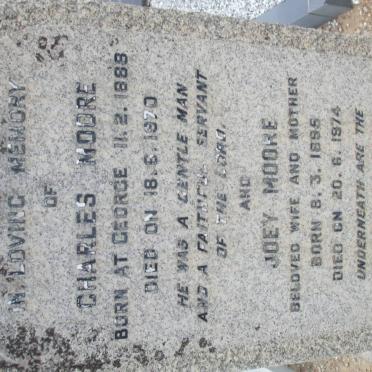 IN LOVING MEMORY
OF
CHARLES MOORE
BORN AT GEORGE 11.2.1888
DIED ON 18.6.1970
HE WAS A GENTLE MAN
AND A FAITHFUL SERVANT
OF THE LORD.
AND
JOEY MOORE
BELOVED WIFE AND MOTHER
BORN 8.3.1895
DIED ON 20.6.1974
UNDERNEATH ARE THE